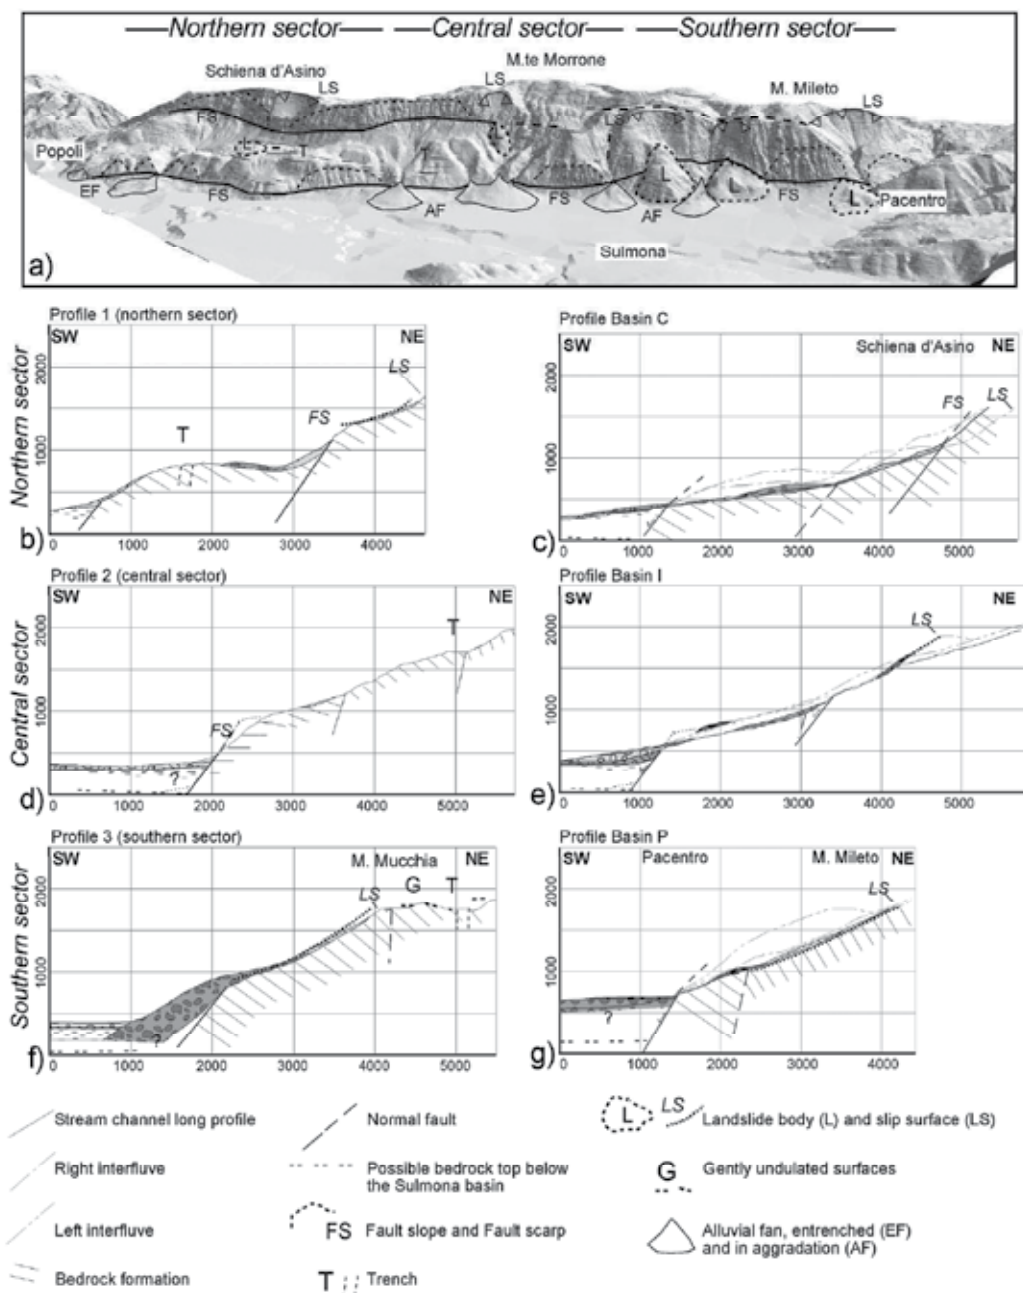 Northern sector Central sector Southern sector
M.te Morrone
Schiena d'Asino LS LS M. Mileto LS
FS LS
Popoli L T T
EF FS AF FS AF L L FS L Pacentro
Sulmona
a)
Northern sector
Profile 1 (northern sector)
SW NE
LS
FS
T
2000
1000
b)
0 1000 2000 3000 4000
Profile Basin C
SW Schiena d'Asino NE
FS LS
2000
1000
0
c)
0 1000 2000 3000 4000 5000
Central sector
Profile 2 (central sector)
SW NE
T
FS
?
2000
1000
d)
0 1000 2000 3000 4000 5000
Profile Basin I
SW NE
LS
2000
1000
0
e)
0 1000 2000 3000 4000 5000
Southern sector
Profile 3 (southern sector)
SW M. Mucchia NE
LS G T
?
2000
1000
f)
0 1000 2000 3000 4000 5000
Profile Basin P
SW Pacentro M. Mileto NE
LS
?
2000
1000
0
g)
0 1000 2000 3000 4000
Stream channel long profile
Right interfluve
Left interfluve
Bedrock formation
Normal fault
Possible bedrock top below
the Sulmona basin
FS Fault slope and Fault scarp
T Trench
L LS Landslide body (L) and slip surface (LS)
G Gently undulated surfaces
Alluvial fan, entrenched (EF)
and in aggradation (AF)